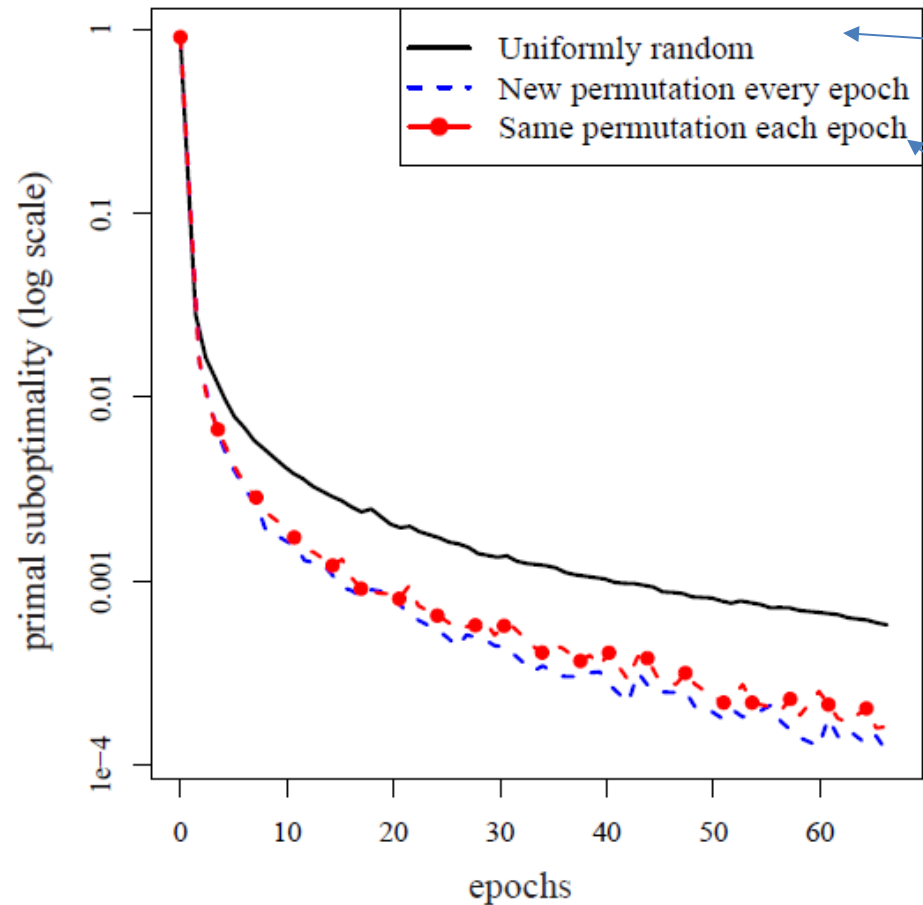 Uniformly random
New permutation every epoch
Same permutation each epoch
primal suboptimality (log scale)
1
0.1
0.01
0.001
1e−4
0 10 20 30 40 50 60
epochs